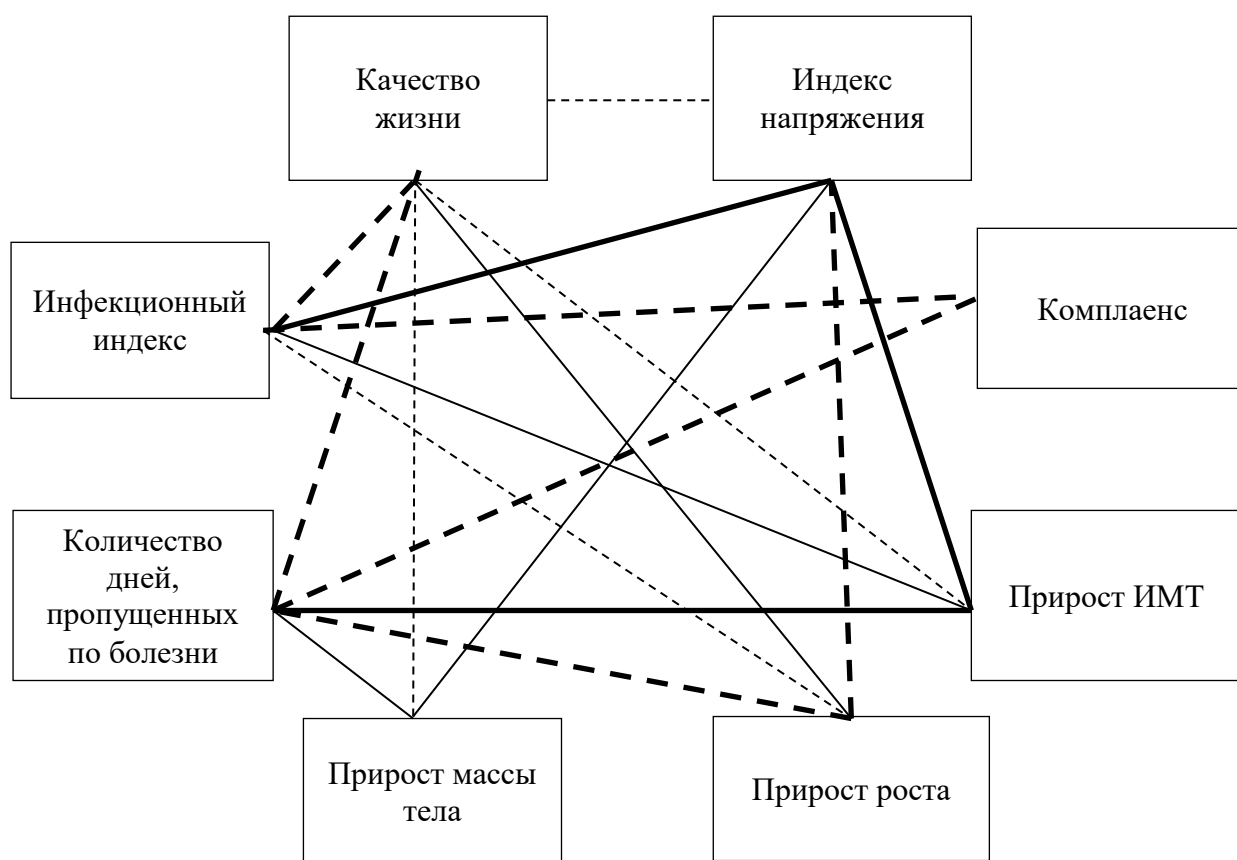 Качество
жизни
Индекс
напряжения
Инфекционный
индекс
Комплаенс
Количество
дней,
пропущенных
по болезни
Прирост ИМТ
Прирост массы
тела
Прирост роста